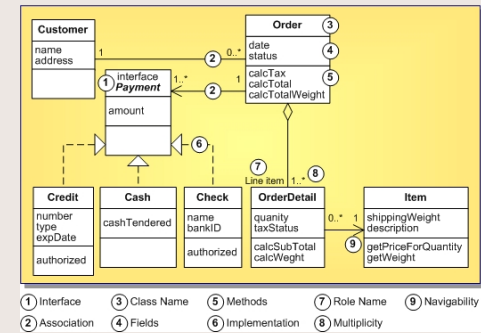 Customer
name
address
1
2
0..*
Order
3
date
status
4
calcTax
calcTotal
calcTotalWeight
5
1
interface
Payment
amount
1..*
2
1
6
7
Line item
1..*
8
Credit
number
type
expDate
authorized
Cash
cashTendered
Check
name
bankID
authorized
OrderDetail
quanity
taxStatus
calcSubTotal
calcWeght
0..*
1
9
Item
shippingWeight
description
getPriceForQuantity
getWeight
1 Interface
3 Class Name
5 Methods
7 Role Name
9 Navigability
2 Association
4 Fields
6 Implementation
8 Multiplicity